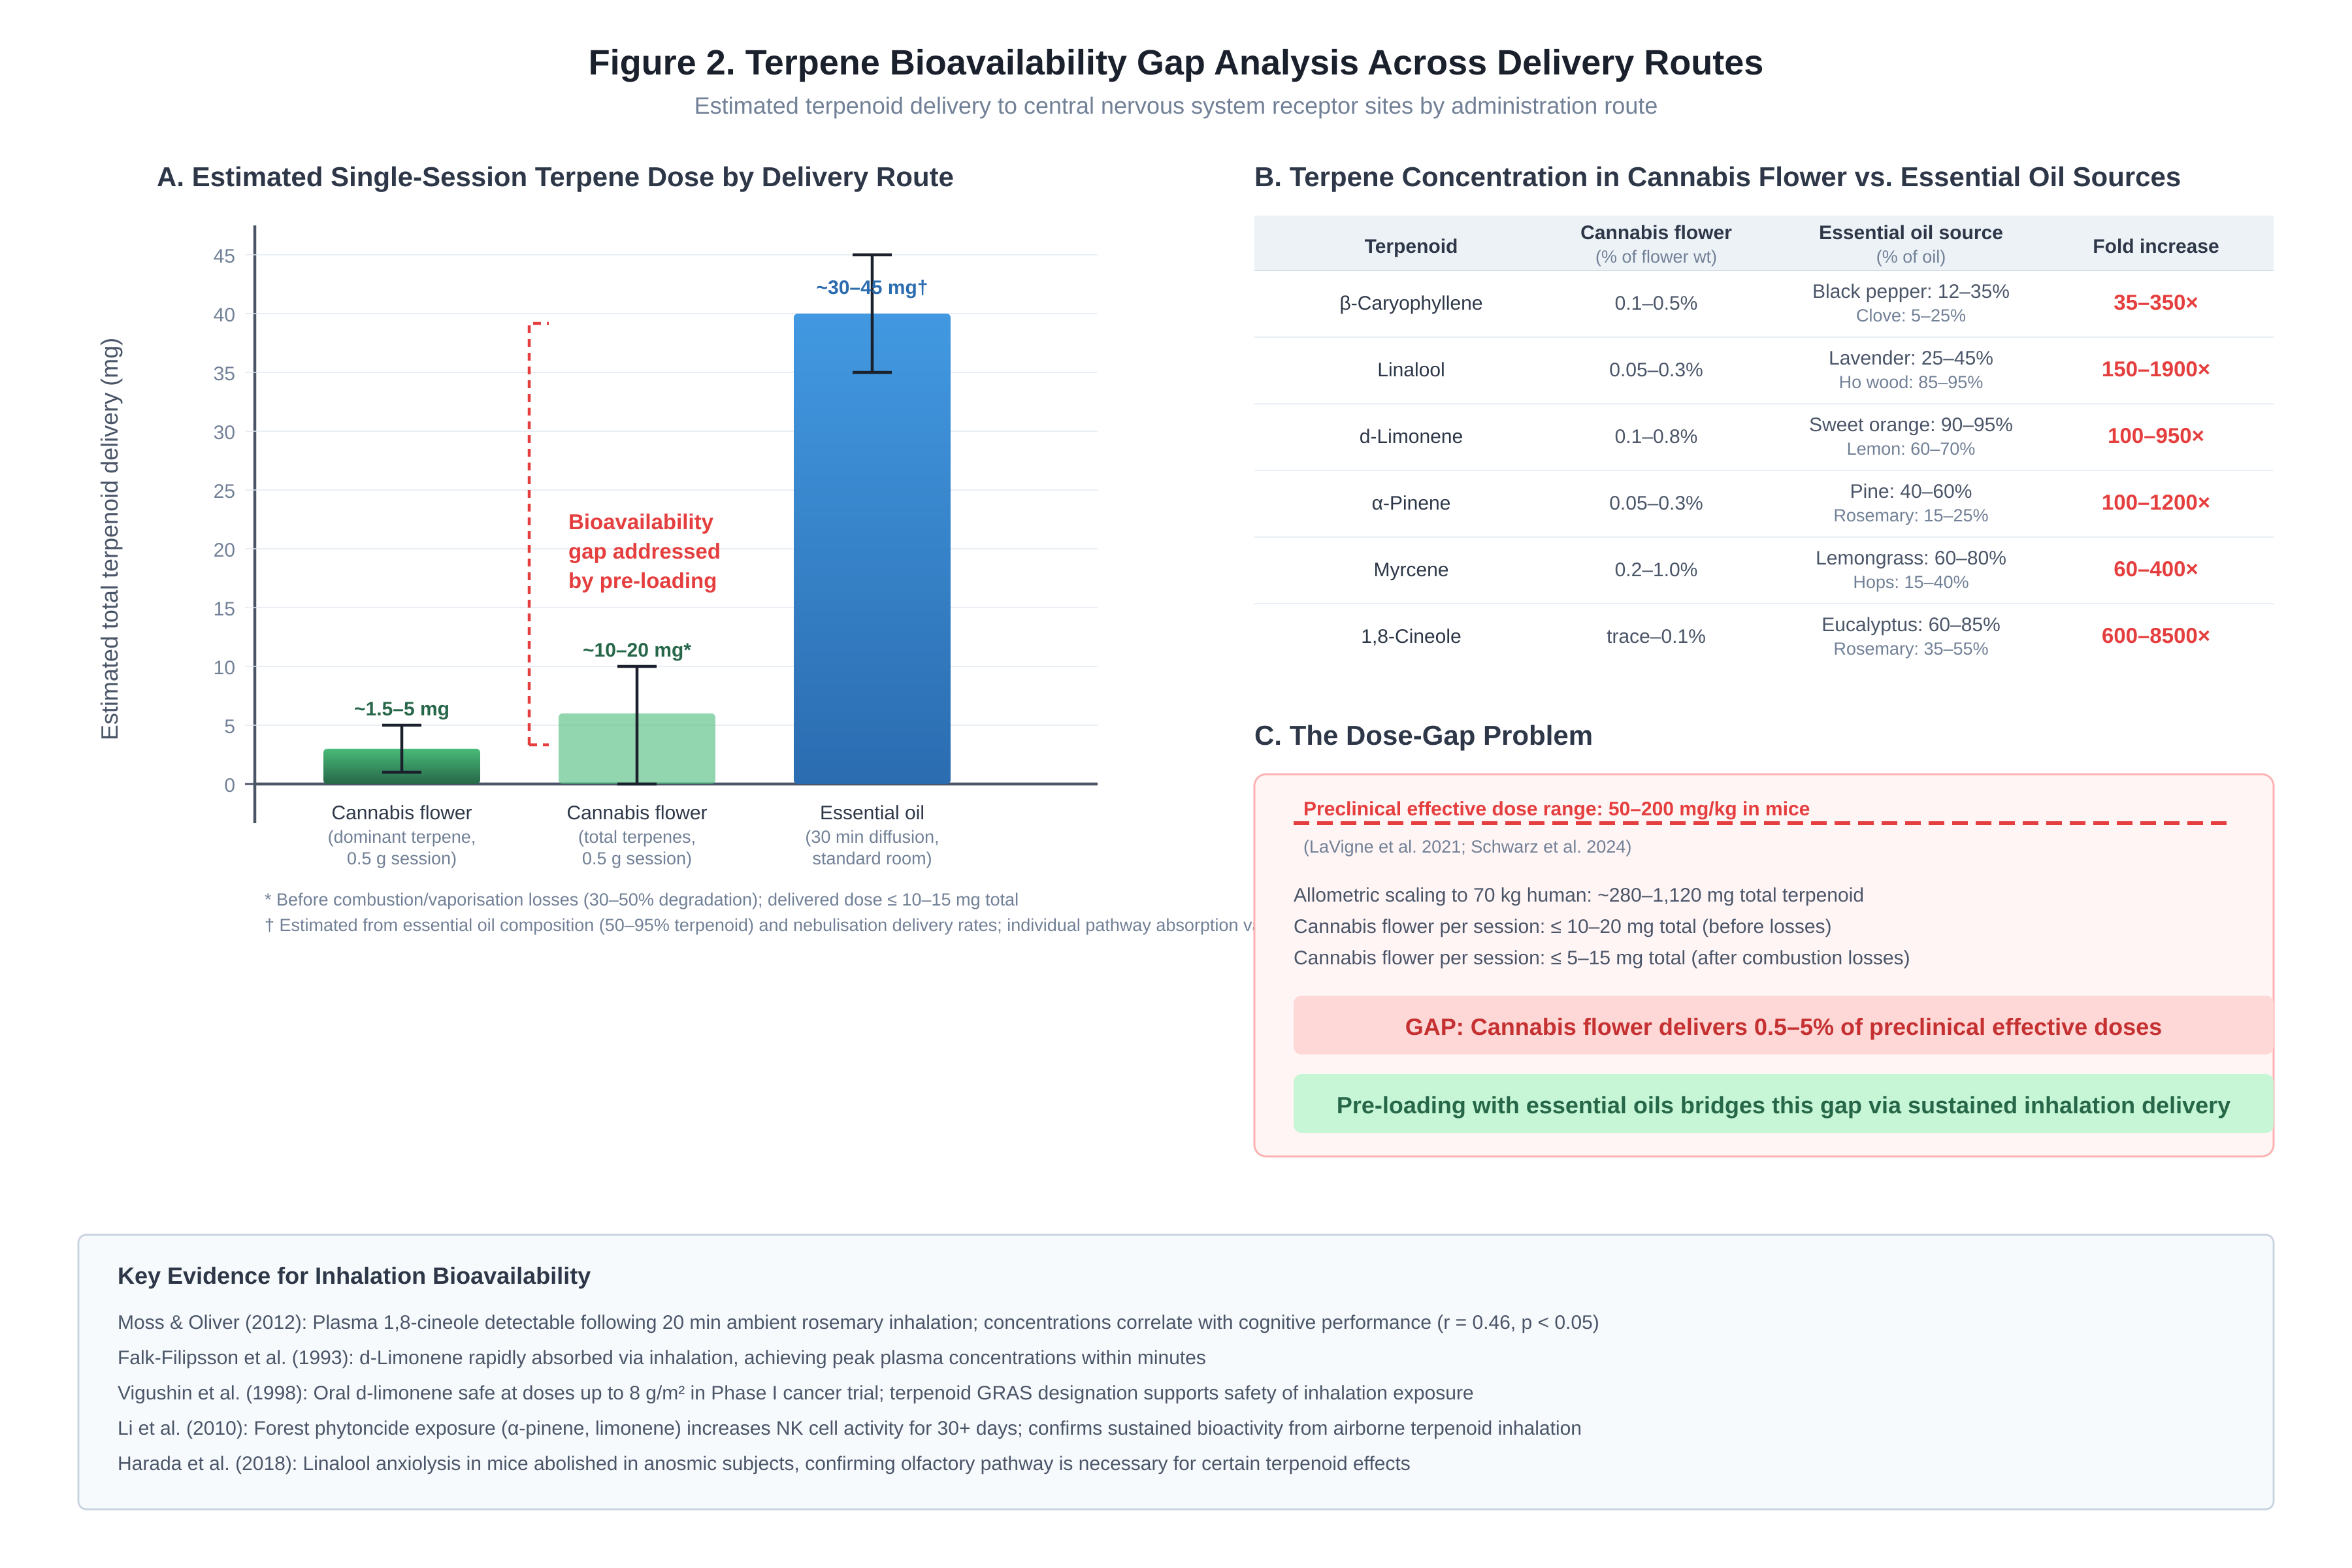 Figure 2. Terpene Bioavailability Gap Analysis Across Delivery Routes
Estimated terpenoid delivery to central nervous system receptor sites by administration route
A. Estimated Single-Session Terpene Dose by Delivery Route
Estimated total terpenoid delivery (mg)
45
40
35
30
25
20
15
10
5
0
~1.5–5 mg
~10–20 mg*
~30–45 mg†
Bioavailability
gap addressed
by pre-loading
Cannabis flower
(dominant terpene,
0.5 g session)
Cannabis flower
(total terpenes,
0.5 g session)
Essential oil
(30 min diffusion,
standard room)
* Before combustion/vaporisation losses (30–50% degradation); delivered dose ≤ 10–15 mg total
† Estimated from essential oil composition (50–95% terpenoid) and nebulisation delivery rates; individual pathway absorption
B. Terpene Concentration in Cannabis Flower vs. Essential Oil Sources
Terpenoid
Cannabis flower
(% of flower wt)
Essential oil source
(% of oil)
Fold increase
β-Caryophyllene
0.1–0.5%
Black pepper: 12–35%
Clove: 5–25%
35–350×
Linalool
0.05–0.3%
Lavender: 25–45%
Ho wood: 85–95%
150–1900×
d-Limonene
0.1–0.8%
Sweet orange: 90–95%
Lemon: 60–70%
100–950×
α-Pinene
0.05–0.3%
Pine: 40–60%
Rosemary: 15–25%
100–1200×
Myrcene
0.2–1.0%
Lemongrass: 60–80%
Hops: 15–40%
60–400×
1,8-Cineole
trace–0.1%
Eucalyptus: 60–85%
Rosemary: 35–55%
600–8500×
C. The Dose-Gap Problem
Preclinical effective dose range: 50–200 mg/kg in mice
(LaVigne et al. 2021; Schwarz et al. 2024)
Allometric scaling to 70 kg human: ~280–1,120 mg total terpenoid
Cannabis flower per session: ≤ 10–20 mg total (before losses)
Cannabis flower per session: ≤ 5–15 mg total (after combustion losses)
GAP: Cannabis flower delivers 0.5–5% of preclinical effective doses
Pre-loading with essential oils bridges this gap via sustained inhalation delivery
Key Evidence for Inhalation Bioavailability
Moss & Oliver (2012): Plasma 1,8-cineole detectable following 20 min ambient rosemary inhalation; concentrations correlate with cognitive performance (r = 0.46, p < 0.05)
Falk-Filipsson et al. (1993): d-Limonene rapidly absorbed via inhalation, achieving peak plasma concentrations within minutes
Vigushin et al. (1998): Oral d-limonene safe at doses up to 8 g/m² in Phase I cancer trial; terpenoid GRAS designation supports safety of inhalation exposure
Li et al. (2010): Forest phytoncide exposure (α-pinene, limonene) increases NK cell activity for 30+ days; confirms sustained bioactivity from airborne terpenoid inhalation
Harada et al. (2018): Linalool anxiolysis in mice abolished in anosmic subjects, confirming olfactory pathway is necessary for certain terpenoid effects